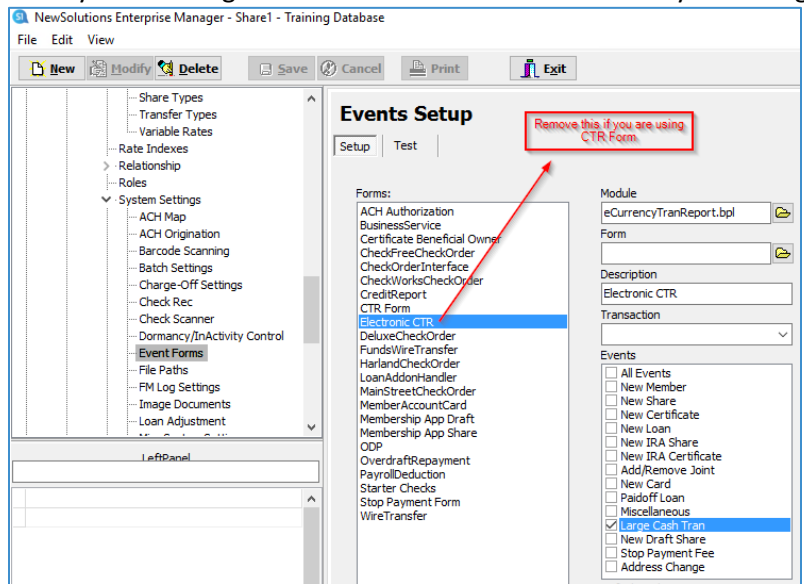 NewSolutions Enterprise Manager - Share1 - Training Database
File Edit View
New Modify Delete Save Cancel Print Exit
Share Types
Transfer Types
Variable Rates
Rate Indexes
Relationship
Roles
System Settings
ACH Map
ACH Origination
Barcode Scanning
Batch Settings
Charge-Off Settings
Check Rec
Check Scanner
Dormancy/InActivity Control
Event Forms
File Paths
FM Log Settings
Image Documents
Loan Adjustment
LeftPanel
Events Setup
Remove this if you are using
CTR Form
Setup Test
Forms:
ACH Authorization
BusinessService
Certificate Beneficial Owner
CheckFreeCheckOrder
CheckOrderInterface
CheckWorksCheckOrder
CreditReport
CTR Form
Electronic CTR
DeluxeCheckOrder
FundsWireTransfer
HarlandCheckOrder
LoanAddonHandler
MainStreetCheckOrder
MemberAccountCard
Membership App Draft
Membership App Share
ODP
OverdraftRepayment
PayrollDeduction
Starter Checks
Stop Payment Form
WireTransfer
Module
eCurrencyTranReport.bpl
Form
Description
Electronic CTR
Transaction
Events
All Events
New Member
New Share
New Certificate
New Loan
New IRA Share
New IRA Certificate
Add/Remove Joint
New Card
Paidoff Loan
Miscellaneous
Large Cash Tran
New Draft Share
Stop Payment Fee
Address Change